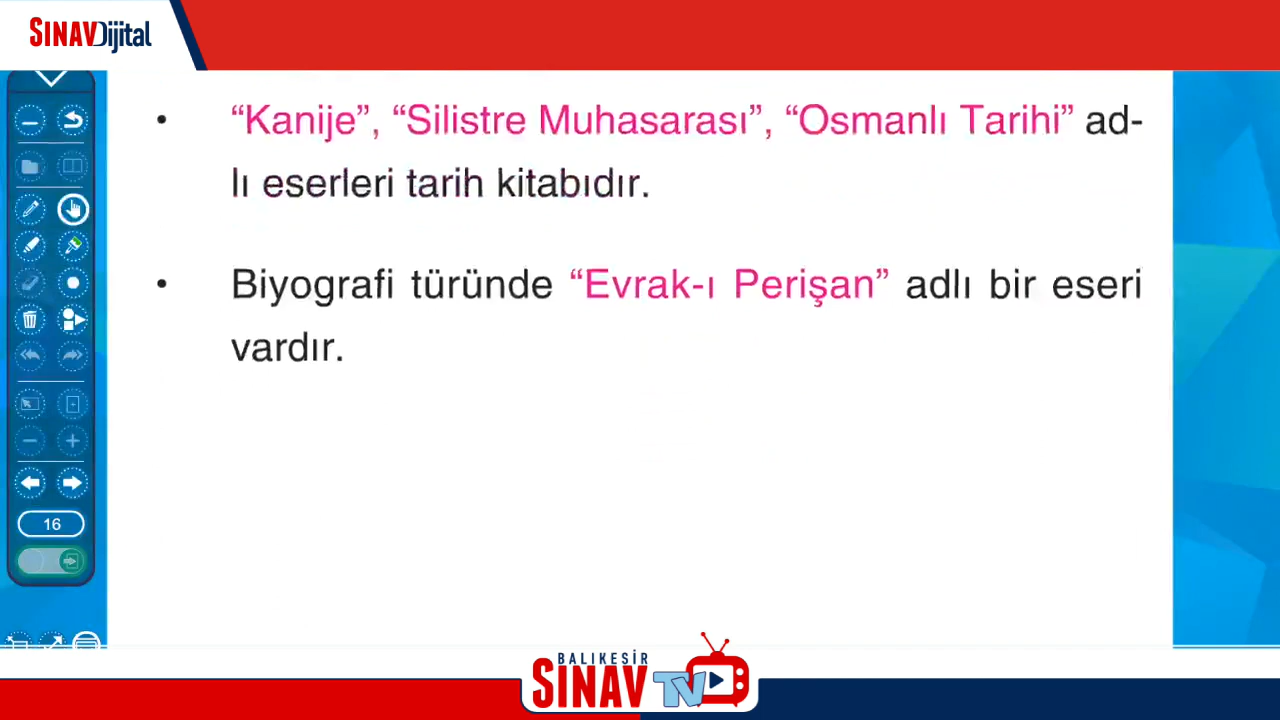 SINAVDijital
• “Kanije”, “Silistre Muhasarası”, “Osmanlı Tarihi” ad-
lı eserleri tarih kitabıdır.
• Biyografi türünde “Evrak-ı Perişan” adlı bir eseri
vardır.
16
BALIKESİR
SINAV TV